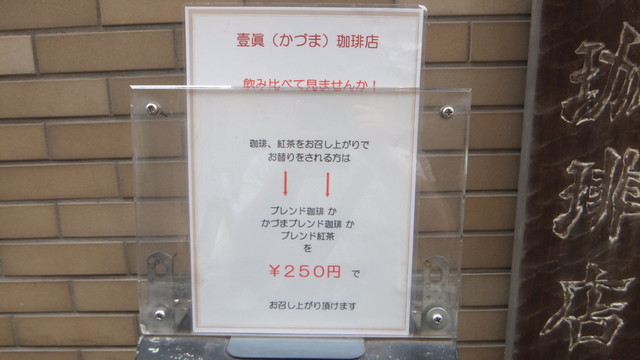 壹眞（かづま）珈琲店
飲み比べて見ませんか！
珈琲、紅茶をお召し上がりで
お替りをされる方は
ブレンド珈琲 か
かづまブレンド珈琲 か
ブレンド紅茶
を
￥２５０円 で
お召し上がり頂けます
珈琲店